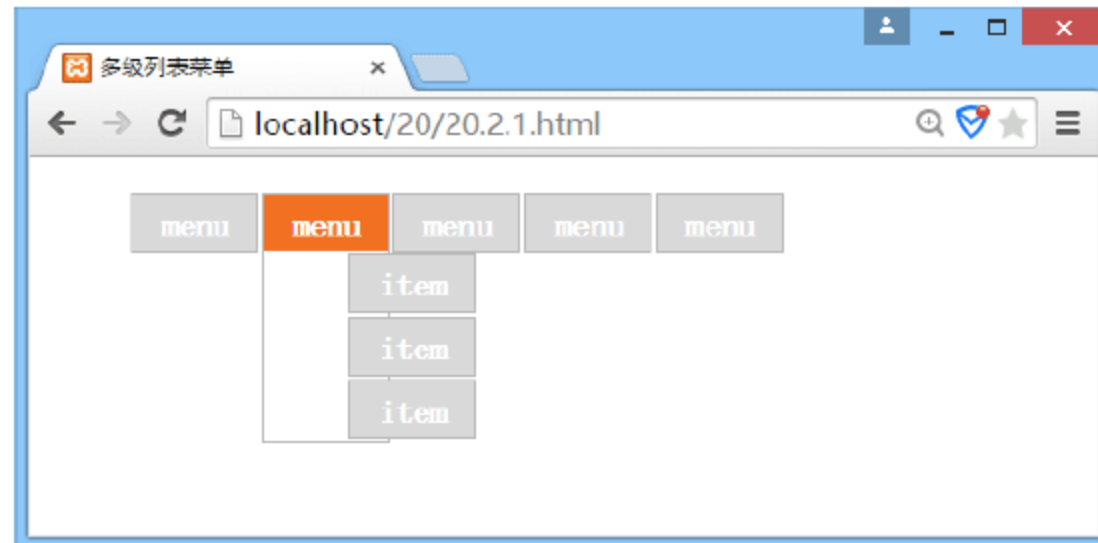 多级列表菜单
localhost/20/20.2.1.html
menu menu menu menu menu
item
item
item